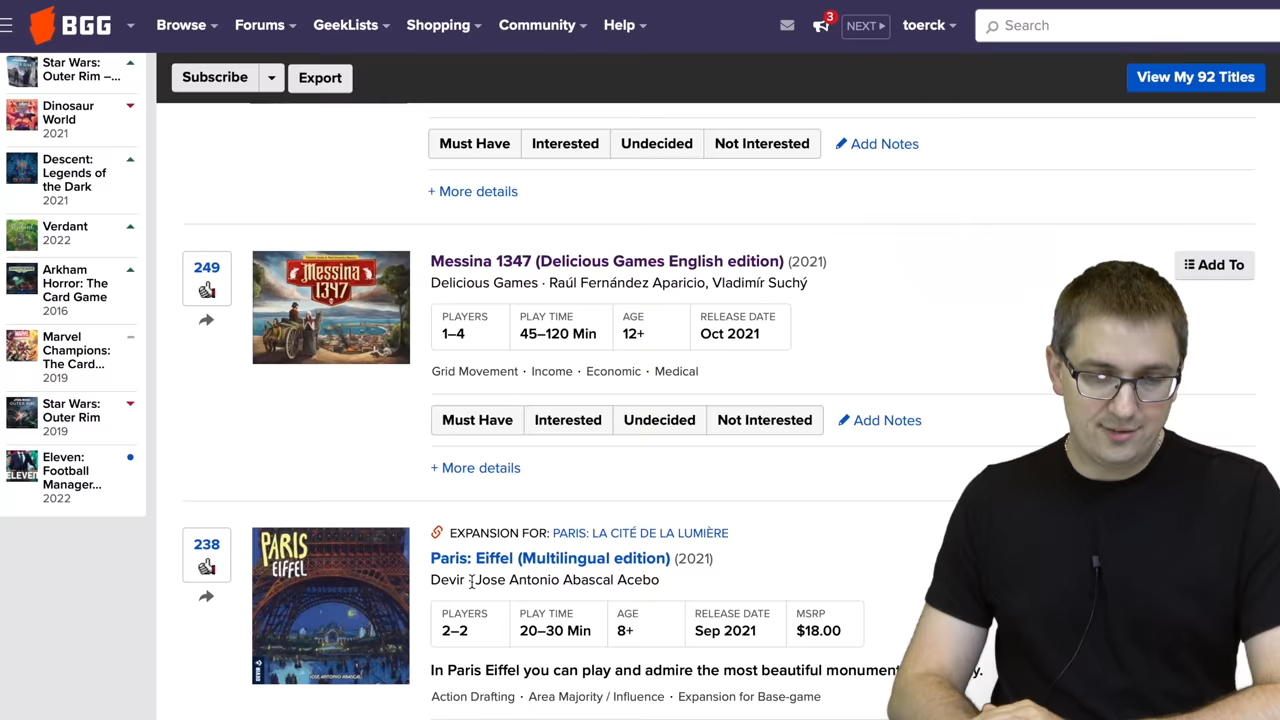 BGG
Browse
Forums
GeekLists
Shopping
Community
Help
3
NEXT
toerck
Search
Star Wars:
Outer Rim –...
Dinosaur
World
2021
Descent:
Legends of
the Dark
2021
Verdant
2022
Arkham
Horror: The
Card Game
2016
Marvel
Champions:
The Card...
2019
Star Wars:
Outer Rim
2019
Eleven:
Football
Manager...
2022
Subscribe
Export
View My 92 Titles
Must Have Interested Undecided Not Interested Add Notes
+ More details
249
Messina
1347
Messina 1347 (Delicious Games English edition) (2021)
Delicious Games · Raúl Fernández Aparicio, Vladimír Suchý
PLAYERS PLAY TIME AGE RELEASE DATE
1–4 45–120 Min 12+ Oct 2021
Grid Movement · Income · Economic · Medical
Add To
Must Have Interested Undecided Not Interested Add Notes
+ More details
238
PARIS
EIFFEL
JOSE ANTONIO ABASCAL
EXPANSION FOR: PARIS: LA CITÉ DE LA LUMIÈRE
Paris: Eiffel (Multilingual edition) (2021)
Devir · Jose Antonio Abascal Acebo
PLAYERS PLAY TIME AGE RELEASE DATE MSRP
2–2 20–30 Min 8+ Sep 2021 $18.00
In Paris Eiffel you can play and admire the most beautiful monumen y.
Action Drafting · Area Majority / Influence · Expansion for Base-game